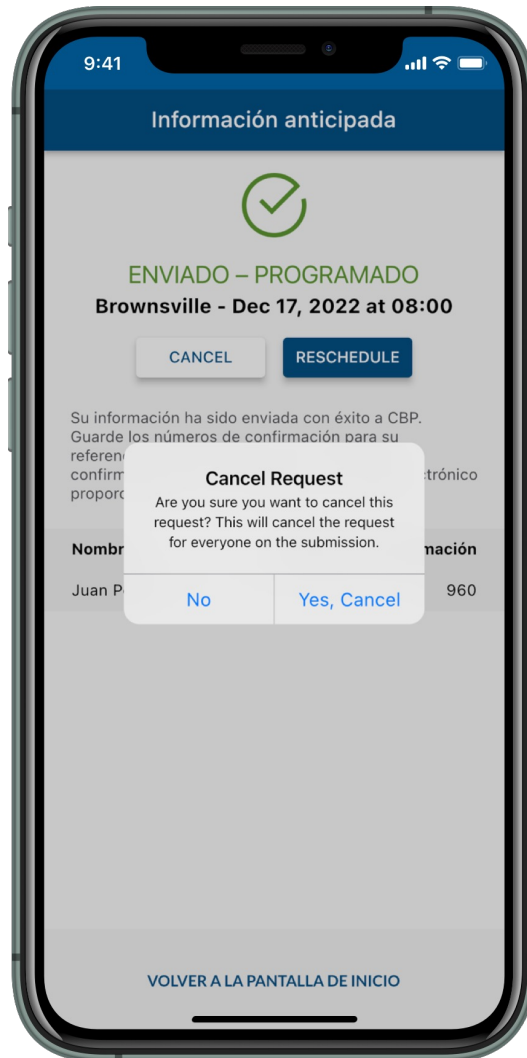 9:41
Información anticipada
ENVIADO – PROGRAMADO
Brownsville - Dec 17, 2022 at 08:00
CANCEL RESCHEDULE
Su información ha sido enviada con éxito a CBP.
Guarde los números de confirmación para su
Cancel Request
Are you sure you want to cancel this
request? This will cancel the request
for everyone on the submission.
No Yes, Cancel
Juan 960
VOLVER A LA PANTALLA DE INICIO